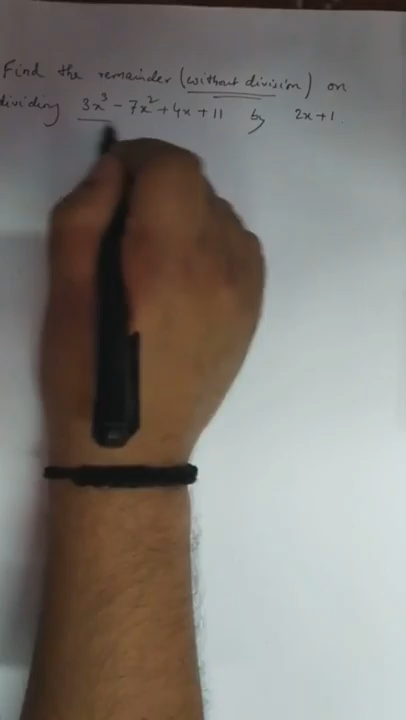 Find the remainder (without division) on
dividing 3x³ - 7x² + 4x + 11 by 2x + 1.